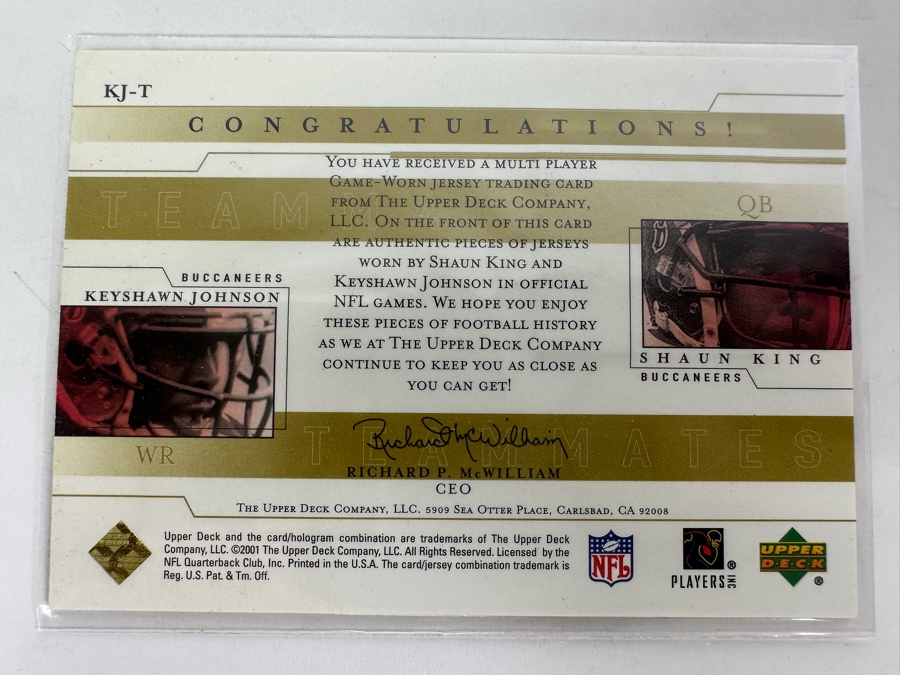 KJ-T
CONGRATULATIONS!
You have received a multi player
Game-Worn jersey trading card
from The Upper Deck Company,
LLC. On the front of this card
are authentic pieces of jerseys
worn by Shaun King and
Keyshawn Johnson in official
NFL games. We hope you enjoy
these pieces of football history
as we at The Upper Deck Company
continue to keep you as close as
you can get!
TEAM
QB
SHAUN KING
BUCCANEERS
BUCCANEERS
KEYSHAWN JOHNSON
WR
TEAMMATES
Richard McWilliam
RICHARD P. McWILLIAM
CEO
The Upper Deck Company, LLC. 5909 Sea Otter Place, Carlsbad, CA 92008
Upper Deck and the card/hologram combination are trademarks of The Upper Deck
Company, LLC. ©2001 The Upper Deck Company, LLC. All Rights Reserved. Licensed by the
NFL Quarterback Club, Inc. Printed in the U.S.A. The card/jersey combination trademark is
Reg. U.S. Pat. & Tm. Off.
NFL
PLAYERS INC ®
UPPER
DECK ®